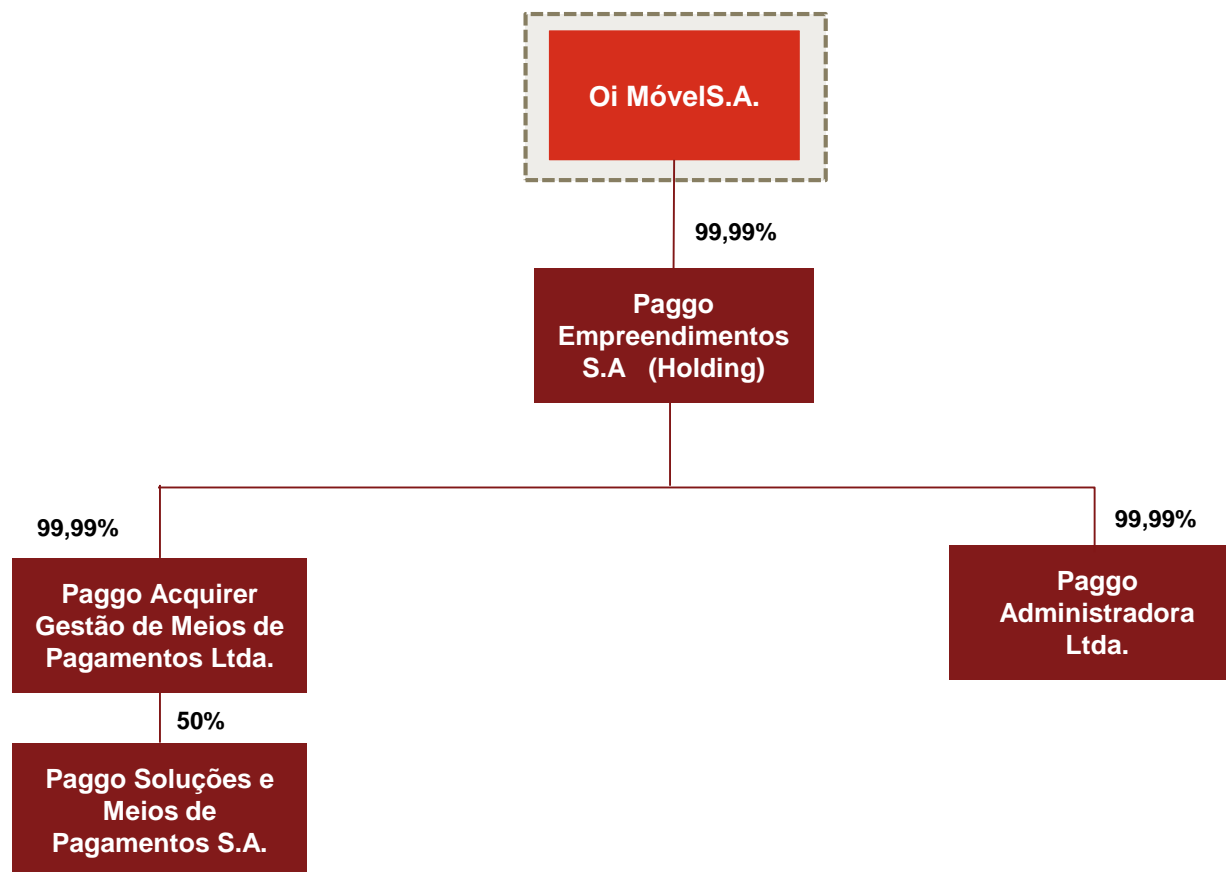 Oi MóvelS.A.
99,99%
Paggo
Empreendimentos
S.A (Holding)
99,99%
99,99%
Paggo Acquirer
Gestão de Meios de
Pagamentos Ltda.
Paggo
Administradora
Ltda.
50%
Paggo Soluções e
Meios de
Pagamentos S.A.